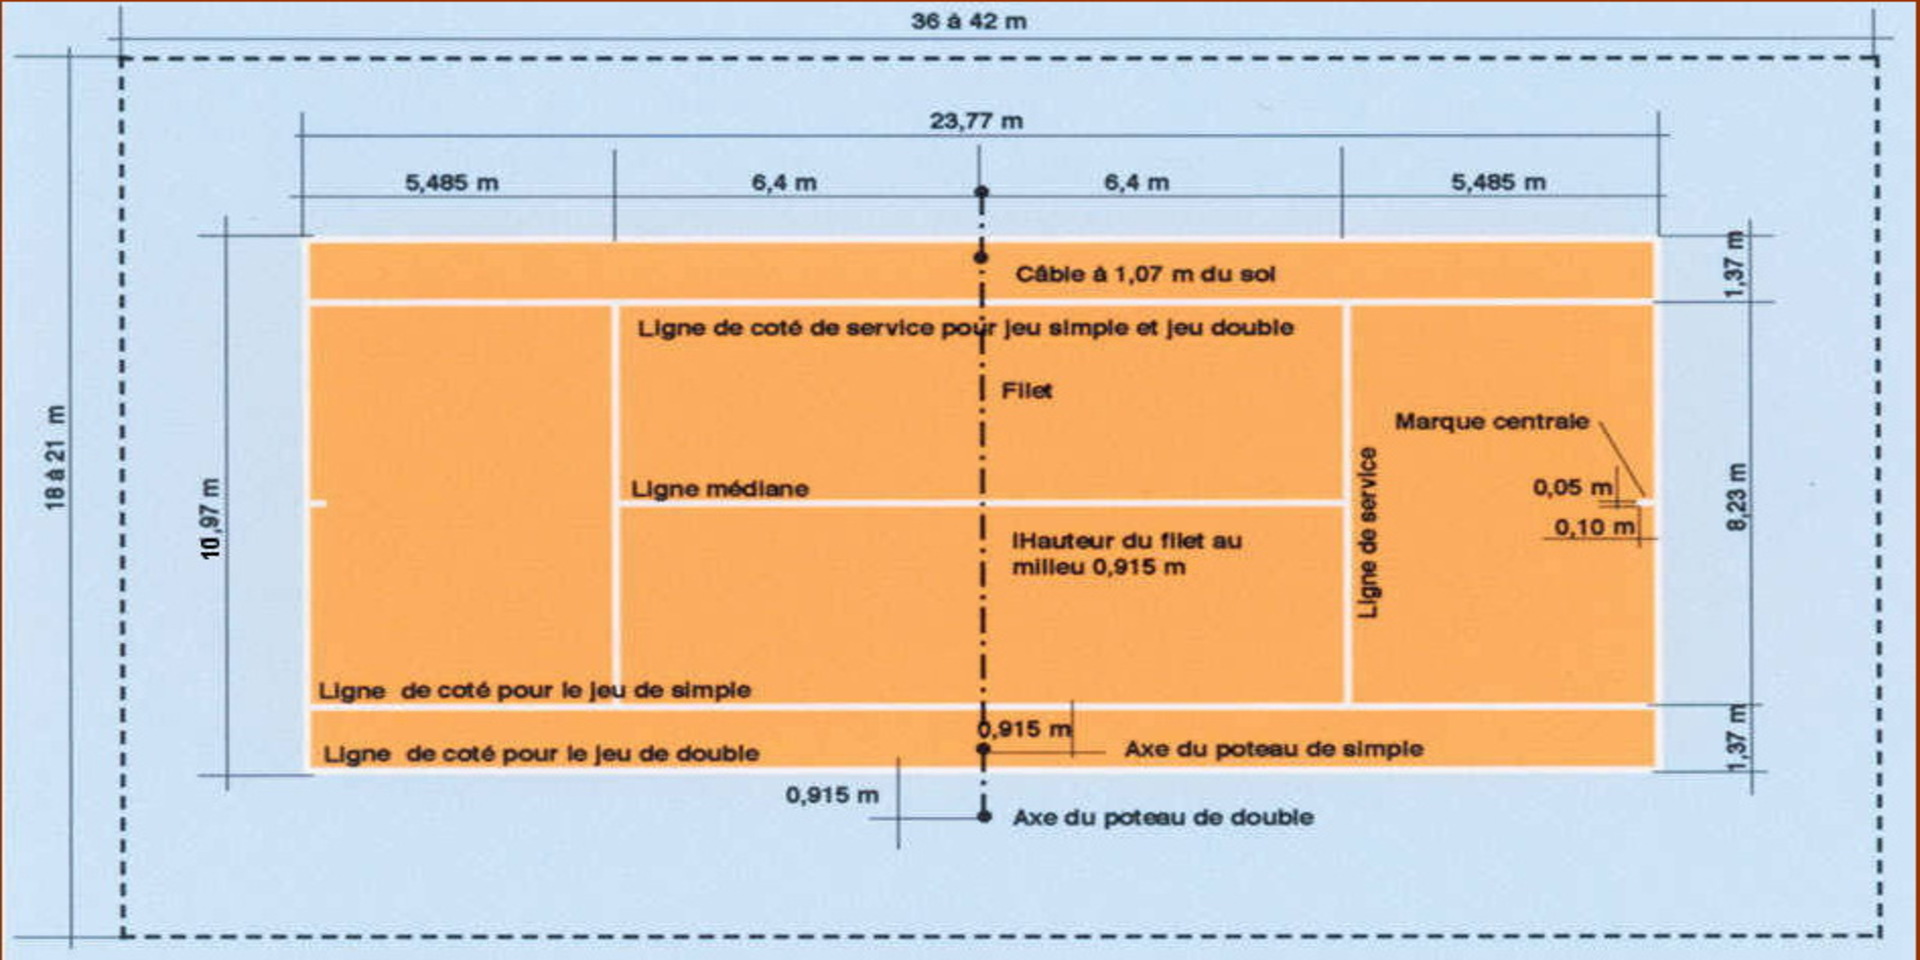 36 à 42 m
23,77 m
5,485 m
6,4 m
6,4 m
5,485 m
1,37 m
Câble à 1,07 m du sol
Ligne de coté de service pour jeu simple et jeu double
Filet
Marque centrale
18 à 21 m
10,97 m
Ligne médiane
Ligne de service
0,05 m
8,23 m
0,10 m
lHauteur du filet au
milieu 0,915 m
Ligne de coté pour le jeu de simple
0,915 m
1,37 m
Ligne de coté pour le jeu de double
Axe du poteau de simple
0,915 m
Axe du poteau de double